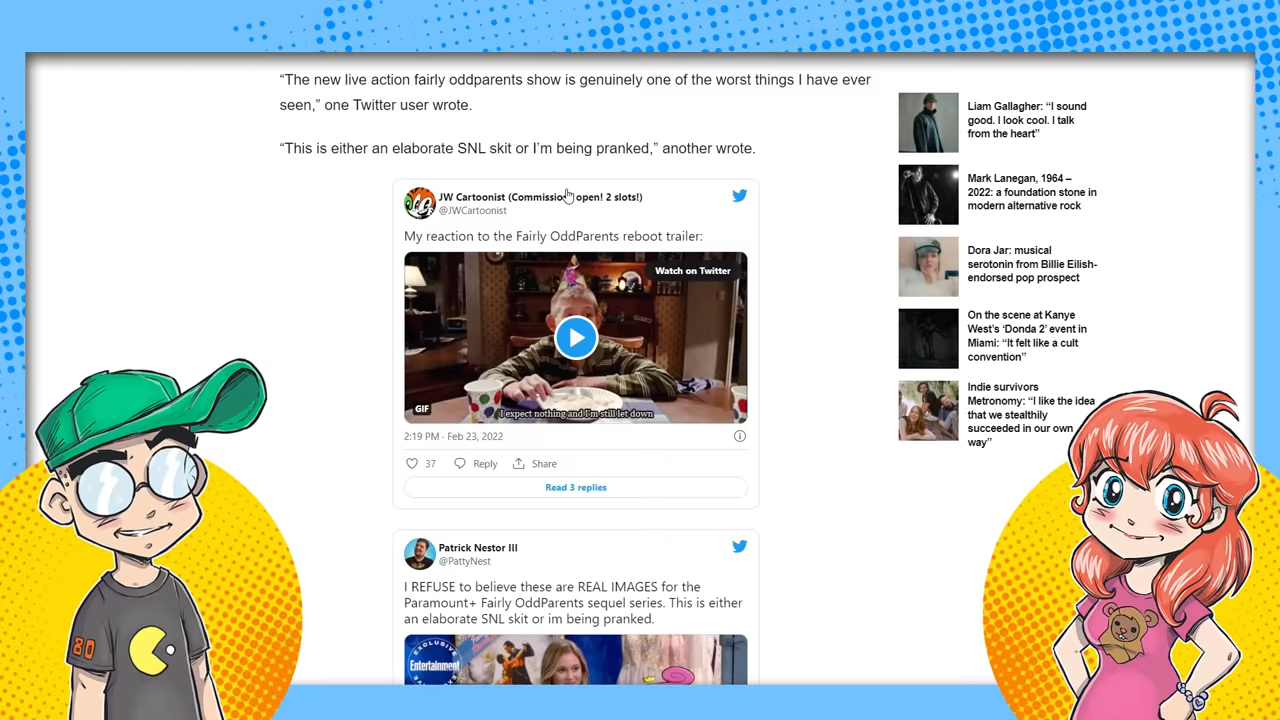 “The new live action fairly oddparents show is genuinely one of the worst things I have ever
seen,” one Twitter user wrote.
“This is either an elaborate SNL skit or I’m being pranked,” another wrote.
JW Cartoonist (Commission open! 2 slots!)
@JWCartoonist
My reaction to the Fairly OddParents reboot trailer:
Watch on Twitter
GIF
I expect nothing and I'm still let down
2:19 PM · Feb 23, 2022
37 Reply Share
Read 3 replies
Patrick Nestor III
@PattyNest
I REFUSE to believe these are REAL IMAGES for the
Paramount+ Fairly OddParents sequel series. This is either
an elaborate SNL skit or im being pranked.
EXCLUSIVE
Entertainment
Liam Gallagher: “I sound
good. I look cool. I talk
from the heart”
Mark Lanegan, 1964 –
2022: a foundation stone in
modern alternative rock
Dora Jar: musical
serotonin from Billie Eilish-
endorsed pop prospect
On the scene at Kanye
West’s ‘Donda 2’ event in
Miami: “It felt like a cult
convention”
Indie survivors
Metronomy: “I like the idea
that we stealthily
succeeded in our own
way”
80